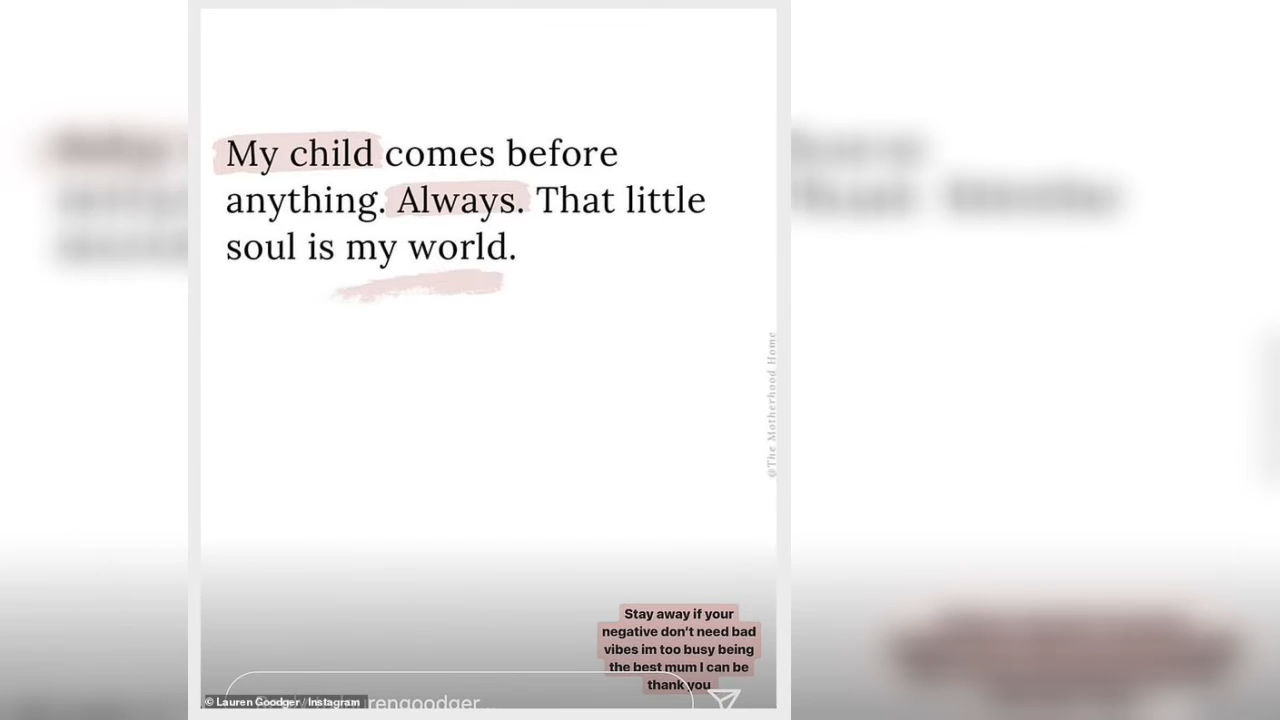 My child comes before
anything. Always. That little
soul is my world.
©The Motherhood Home
Stay away if your
negative don't need bad
vibes im too busy being
the best mum I can be
thank you
© Lauren Goodger / Instagram
rengoodger...